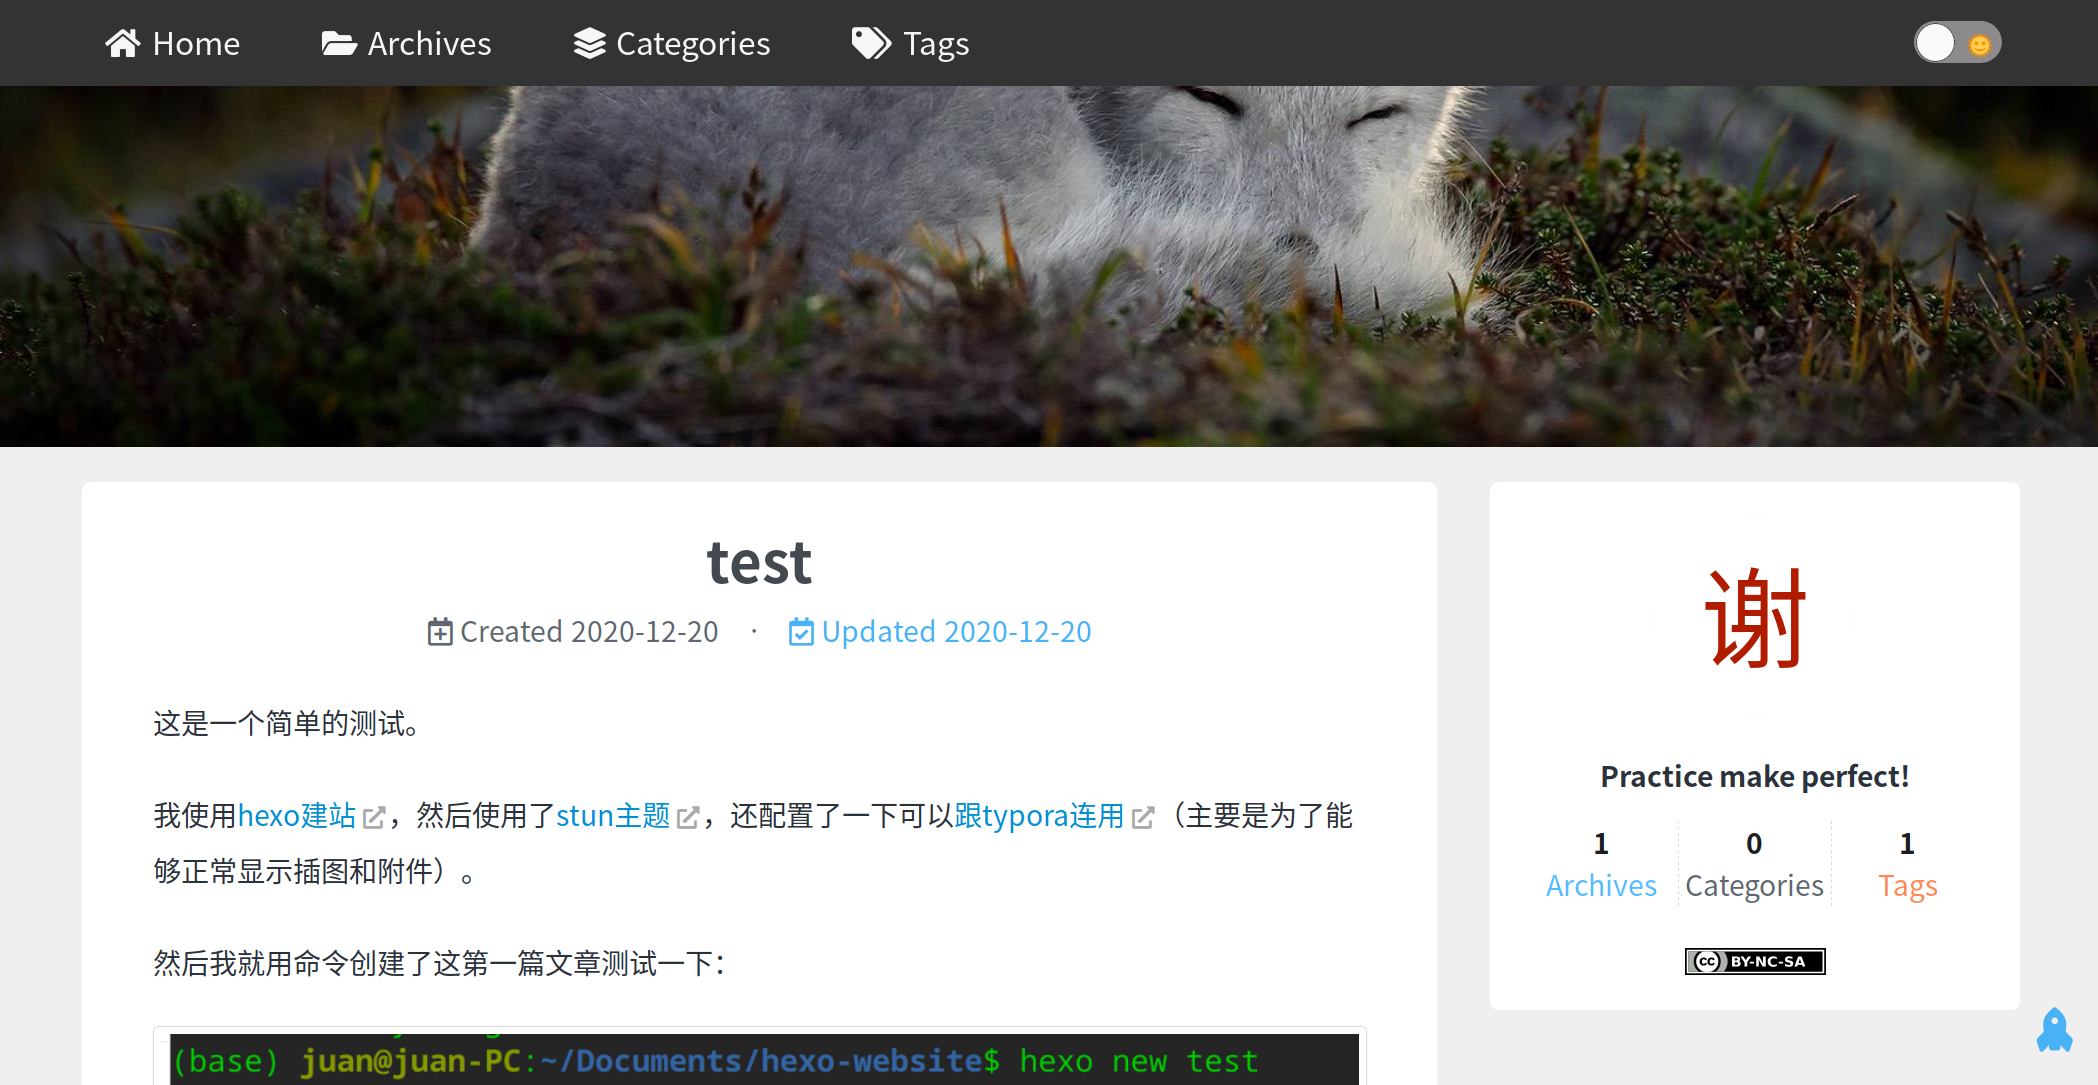 Home Archives Categories Tags
test
Created 2020-12-20 · Updated 2020-12-20
这是一个简单的测试。
我使用hexo建站，然后使用了stun主题，还配置了一下可以跟typora连用（主要是为了能
够正常显示插图和附件）。
然后我就用命令创建了这第一篇文章测试一下：
(base) juan@juan-PC:~/Documents/hexo-website$ hexo new test
谢
Practice make perfect!
1 0 1
Archives Categories Tags
cc BY-NC-SA